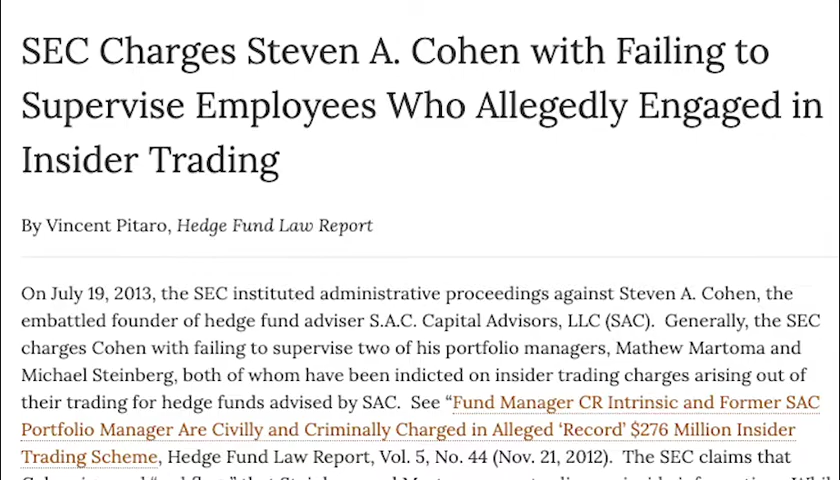 SEC Charges Steven A. Cohen with Failing to
Supervise Employees Who Allegedly Engaged in
Insider Trading
By Vincent Pitaro, Hedge Fund Law Report
On July 19, 2013, the SEC instituted administrative proceedings against Steven A. Cohen, the
embattled founder of hedge fund adviser S.A.C. Capital Advisors, LLC (SAC). Generally, the SEC
charges Cohen with failing to supervise two of his portfolio managers, Mathew Martoma and
Michael Steinberg, both of whom have been indicted on insider trading charges arising out of
their trading for hedge funds advised by SAC. See “Fund Manager CR Intrinsic and Former SAC
Portfolio Manager Are Civilly and Criminally Charged in Alleged ‘Record’ $276 Million Insider
Trading Scheme, Hedge Fund Law Report, Vol. 5, No. 44 (Nov. 21, 2012). The SEC claims that